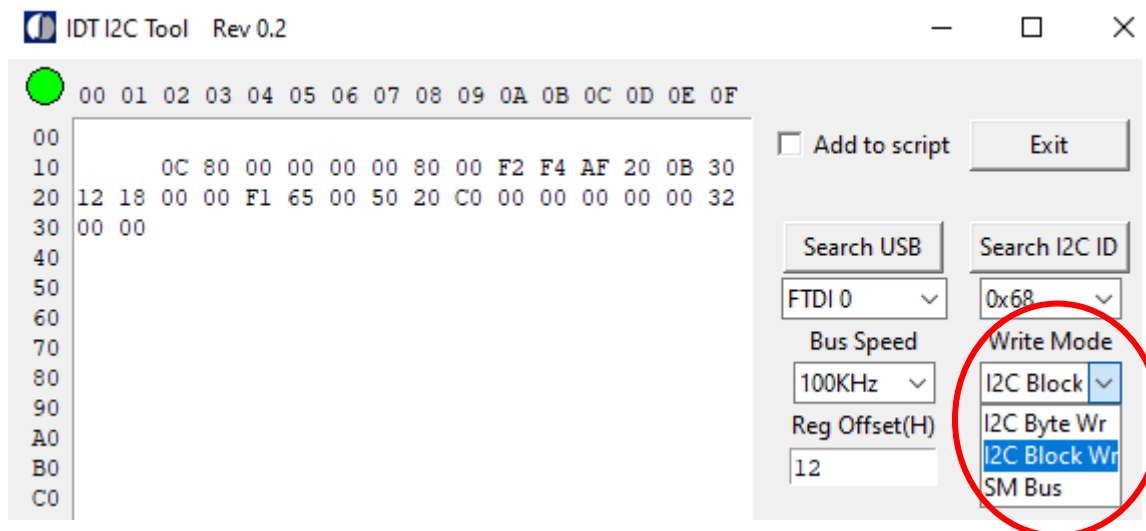 IDT I2C Tool Rev 0.2
00 01 02 03 04 05 06 07 08 09 0A 0B 0C 0D 0E 0F
00
10 0C 80 00 00 00 00 80 00 F2 F4 AF 20 0B 30
20 12 18 00 00 F1 65 00 50 20 C0 00 00 00 00 00 32
30 00 00
40
50
60
70
80
90
A0
B0
C0
Add to script Exit
Search USB Search I2C ID
FTDI 0 0x68
Bus Speed Write Mode
100KHz I2C Block
Reg Offset(H) I2C Byte Wr
12 I2C Block Wr
SM Bus